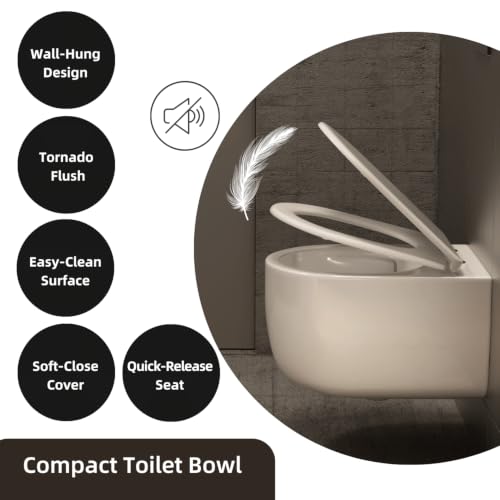 Wall-Hung
Design
Tornado
Flush
Easy-Clean
Surface
Soft-Close
Cover
Quick-Release
Seat
Compact Toilet Bowl